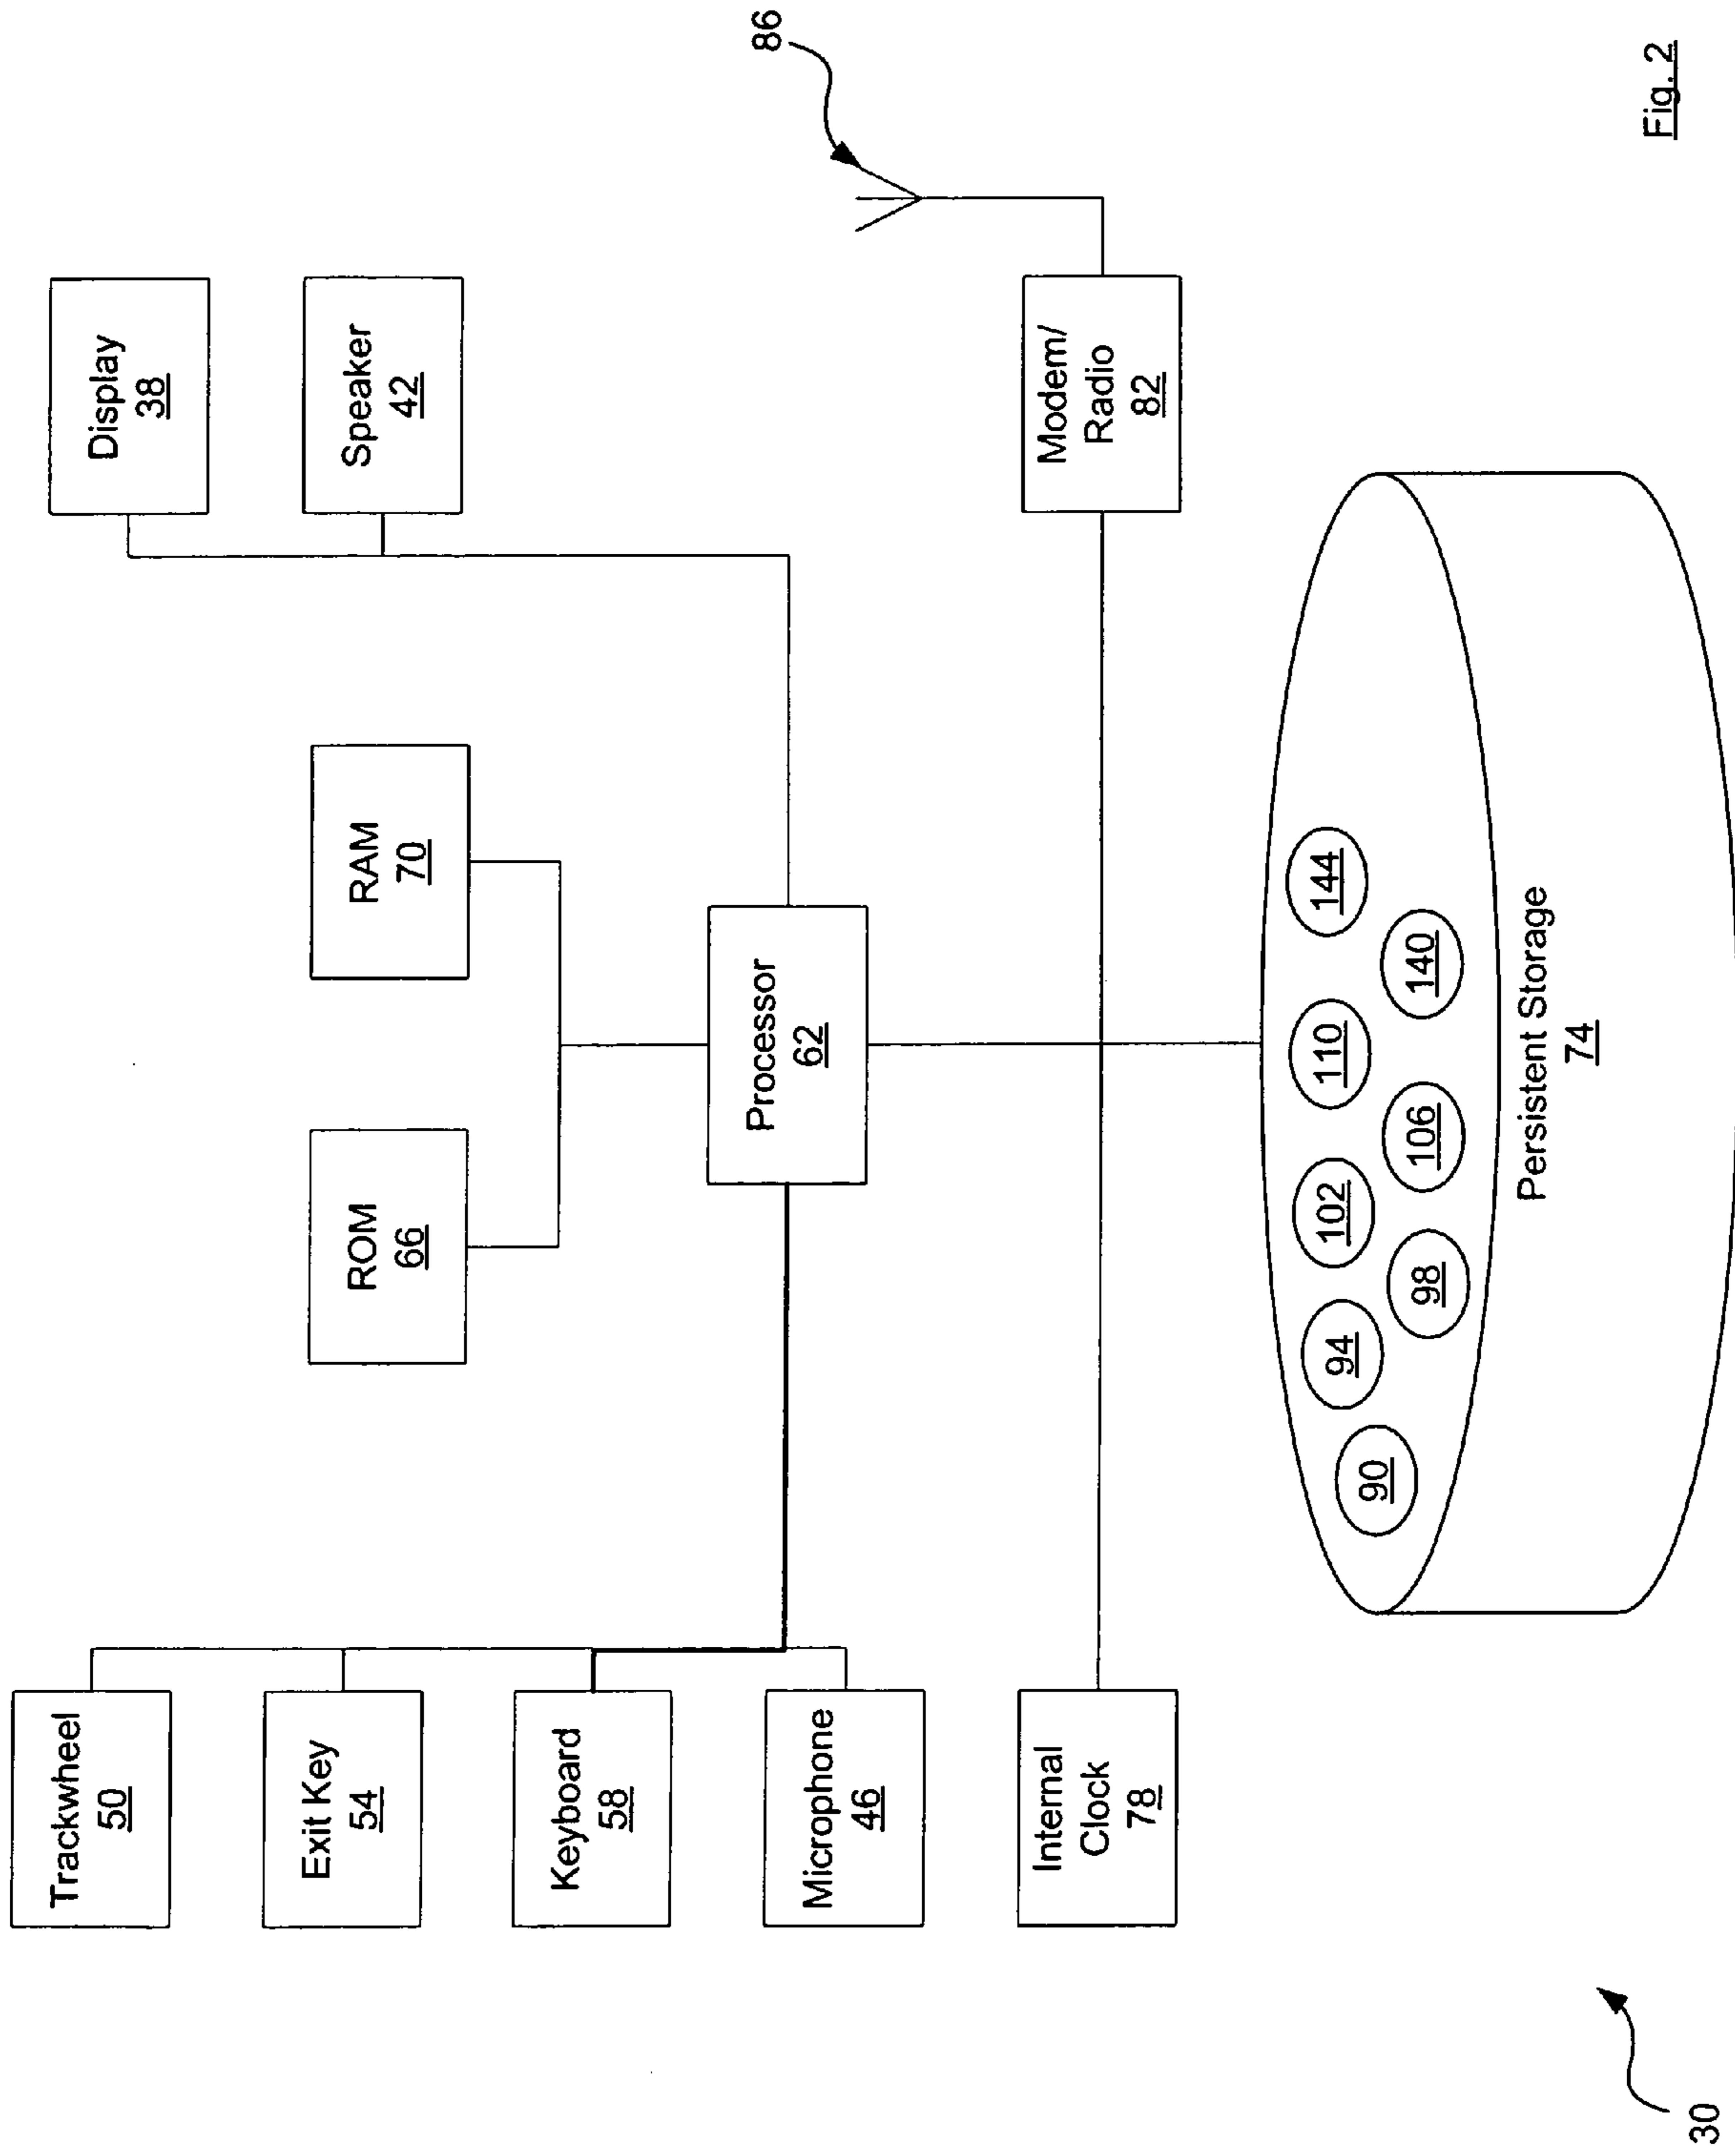 Trackwheel
50
Exit Key
54
Keyboard
58
Microphone
46
Internal
Clock
78
ROM
66
RAM
70
Processor
62
Display
38
Speaker
42
Modem/
Radio
82
86
90
94
98
102
106
110
140
144
Persistent Storage
74
30
Fig. 2